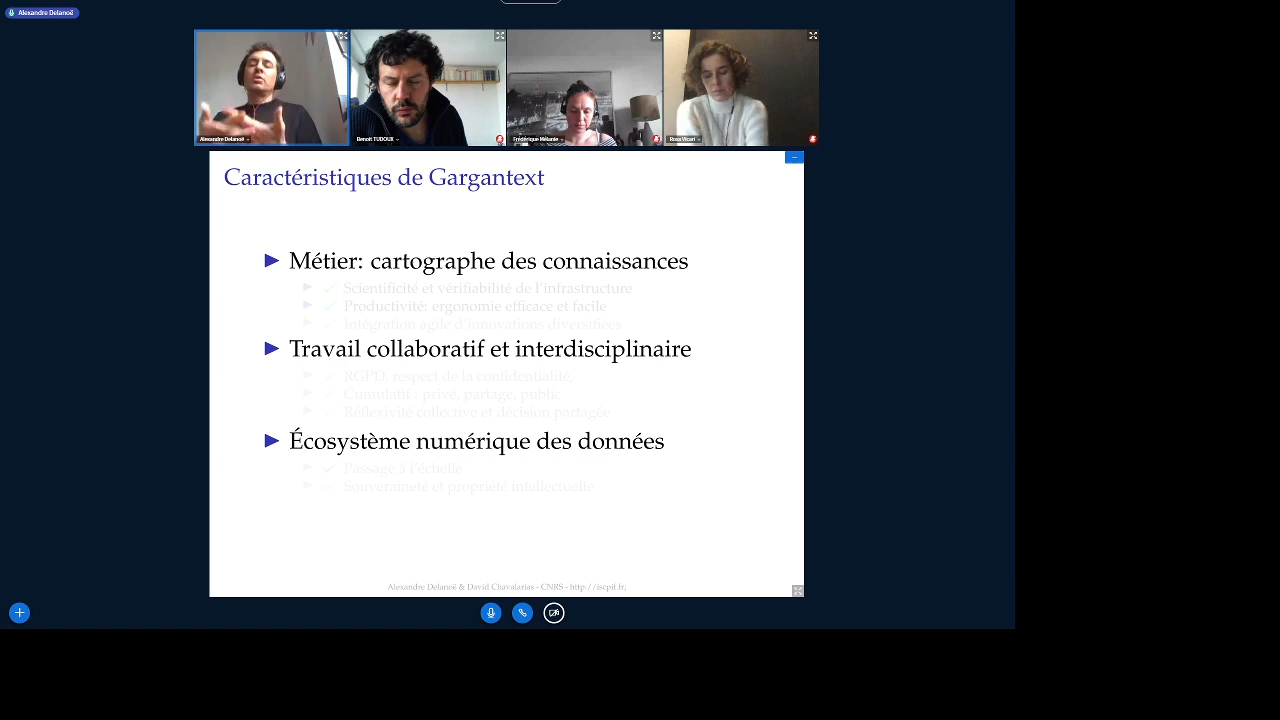 Alexandre Delanoë
Alexandre Delanoë
Benoit TUDOUX
Frédérique Mélanie
Rosa Vicari
Caractéristiques de Gargantext
Métier: cartographe des connaissances
Scientificité et vérifiabilité de l'infrastructure
Productivité: ergonomie efficace et facile
Intégration agile d'innovations diversifiées
Travail collaboratif et interdisciplinaire
RGPD, respect de la confidentialité,
Cumulatif : privé, partage, public
Réflexivité collective et décision partagée
Écosystème numérique des données
Passage à l'échelle
Souveraineté et propriété intellectuelle
Alexandre Delanoë & David Chavalarias - CNRS - http://iscpif.fr;